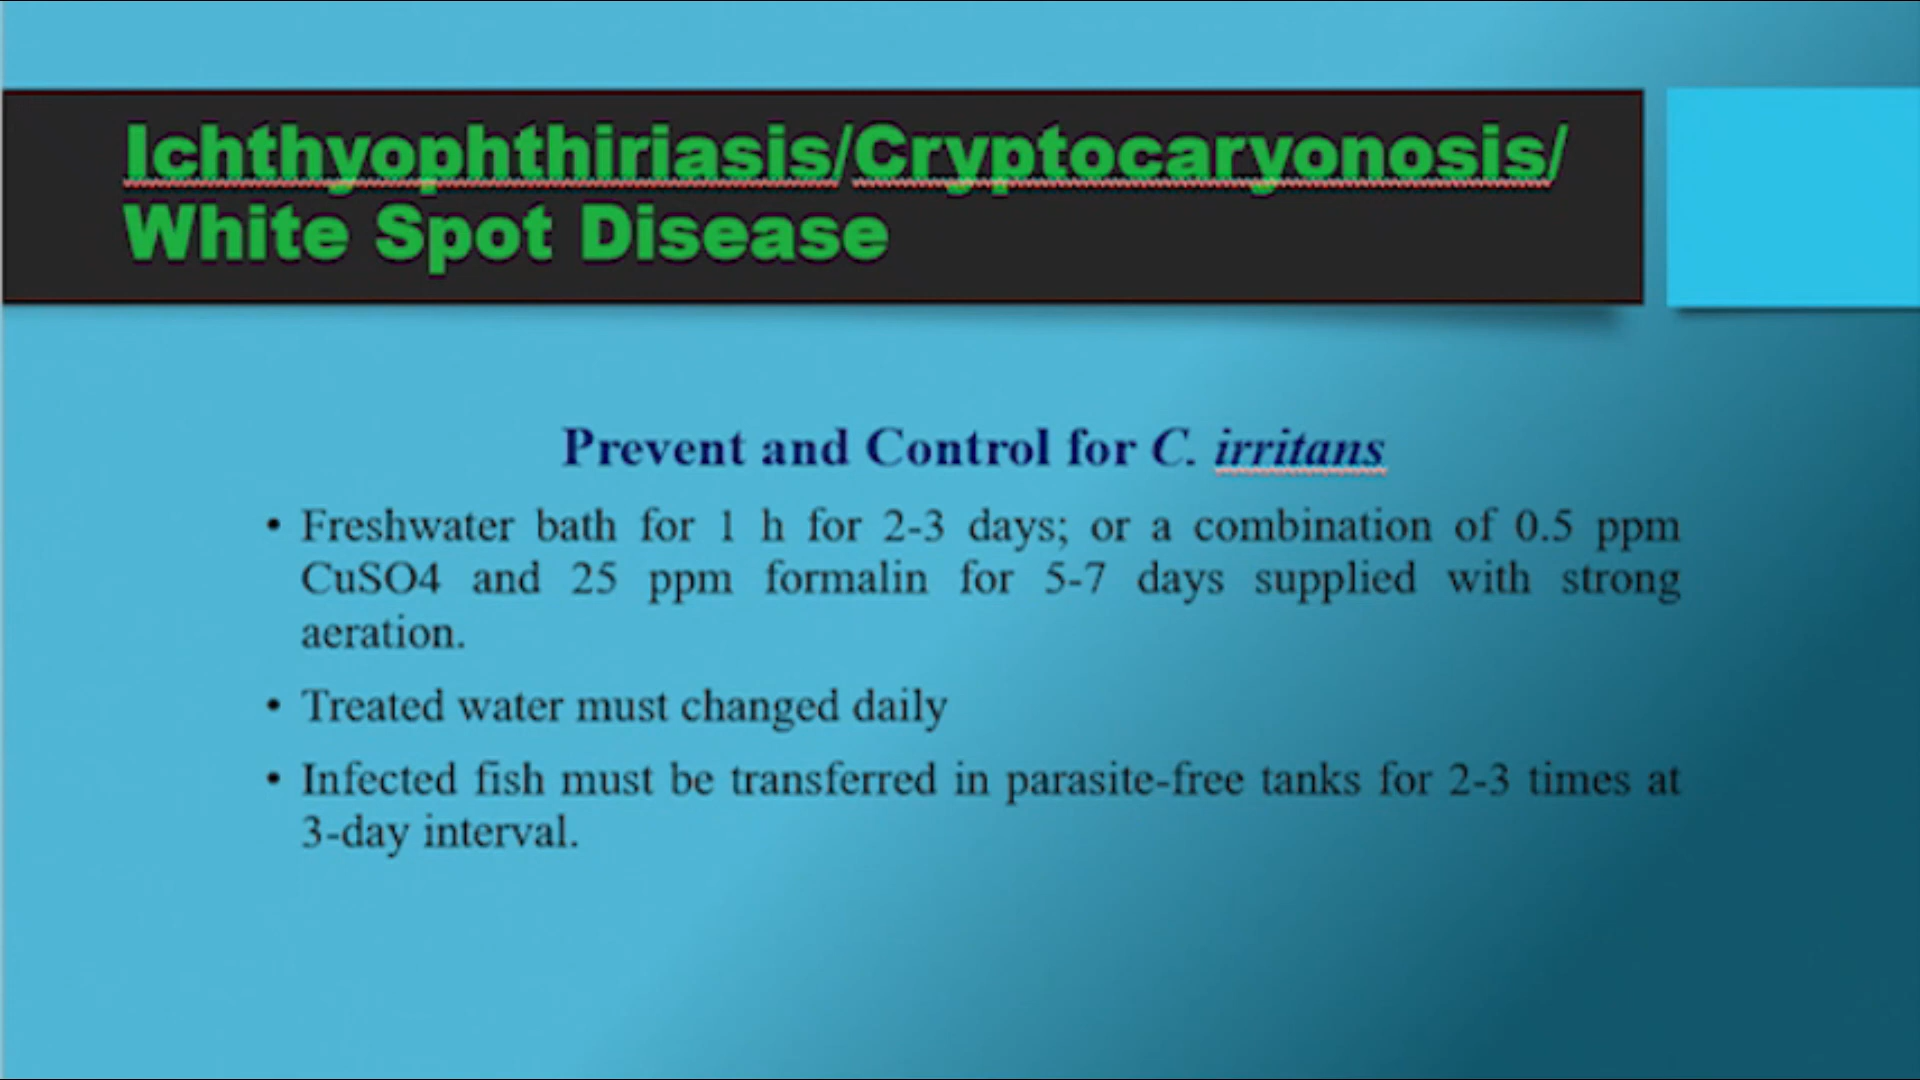 Ichthyophthiriasis/Cryptocaryonosis/
White Spot Disease
Prevent and Control for C. irritans
• Freshwater bath for 1 h for 2-3 days; or a combination of 0.5 ppm
CuSO4 and 25 ppm formalin for 5-7 days supplied with strong
aeration.
• Treated water must changed daily
• Infected fish must be transferred in parasite-free tanks for 2-3 times at
3-day interval.